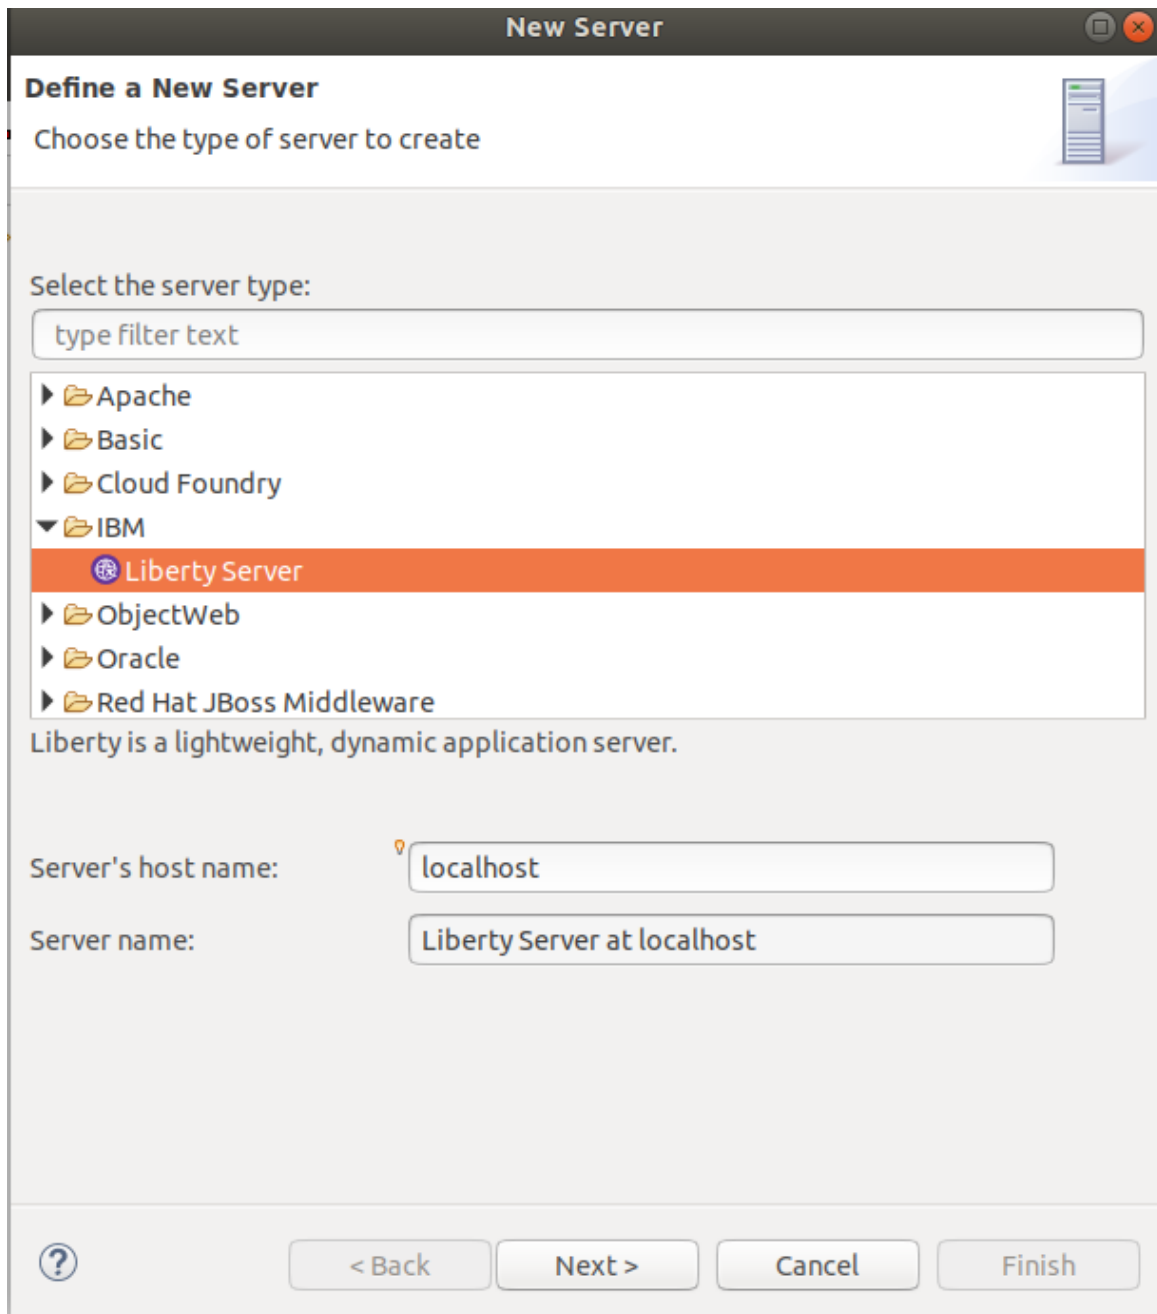 New Server
Define a New Server
Choose the type of server to create
Select the server type:
type filter text
Apache
Basic
Cloud Foundry
IBM
Liberty Server
ObjectWeb
Oracle
Red Hat JBoss Middleware
Liberty is a lightweight, dynamic application server.
Server's host name: localhost
Server name: Liberty Server at localhost
? < Back Next > Cancel Finish